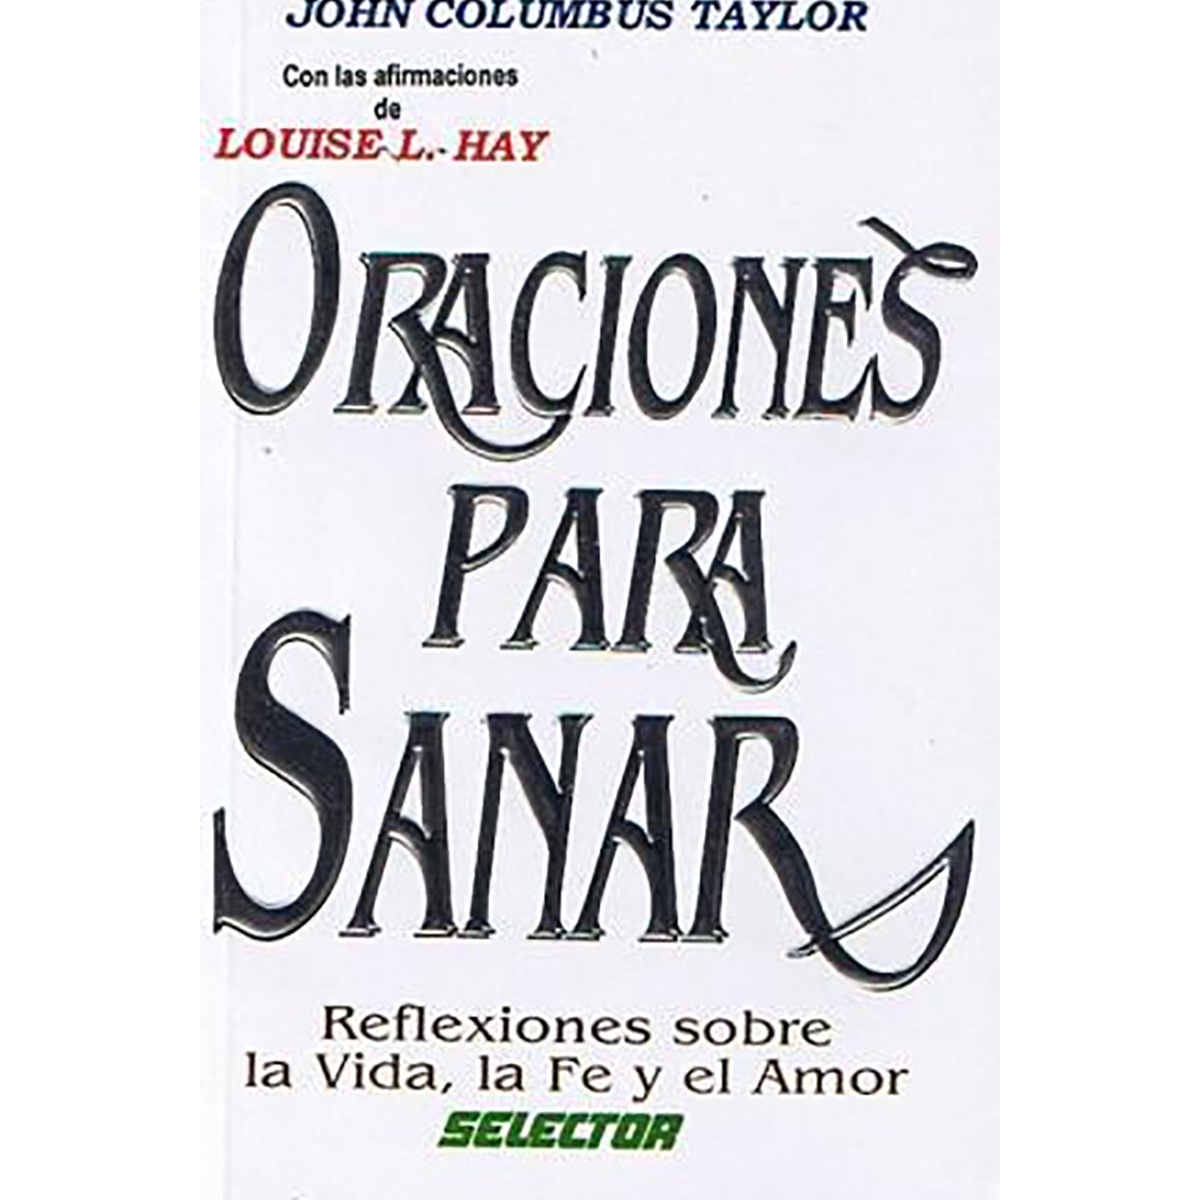 JOHN COLUMBUS TAYLOR
Con las afirmaciones
de
LOUISE L. HAY
ORACIONES
PARA
SANAR
Reflexiones sobre
la Vida, la Fe y el Amor
SELECTOR